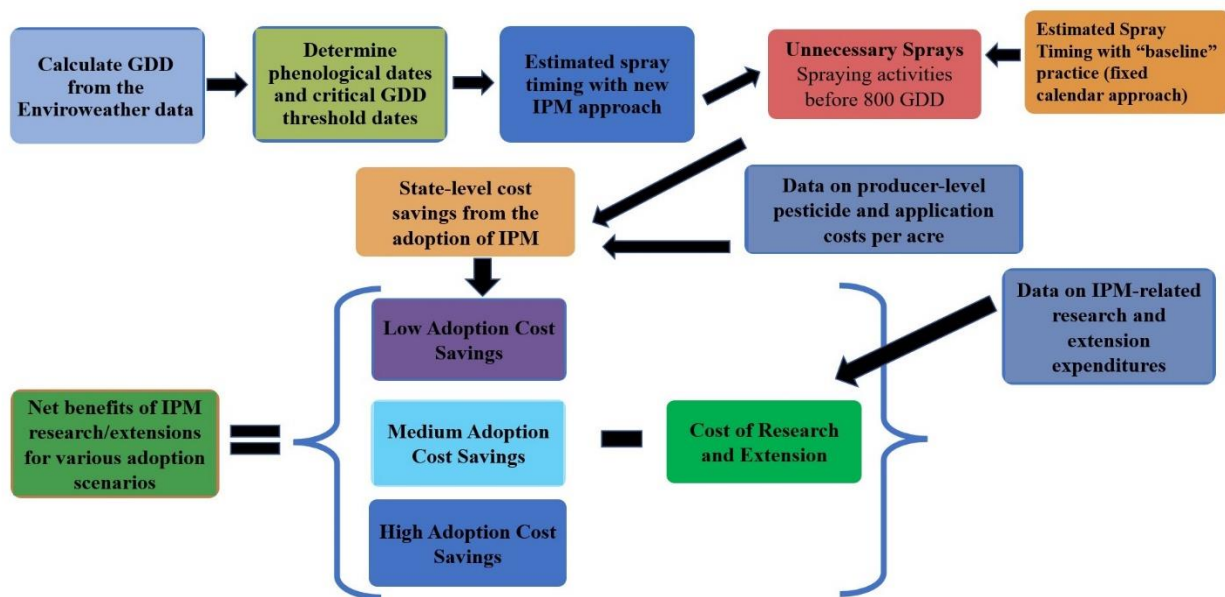 Calculate GDD
from the
Enviroweather data
Determine
phenological dates
and critical GDD
threshold dates
Estimated spray
timing with new
IPM approach
Unnecessary Sprays
Spraying activities
before 800 GDD
Estimated Spray
Timing with “baseline”
practice (fixed
calendar approach)
State-level cost
savings from the
adoption of IPM
Data on producer-level
pesticide and application
costs per acre
Low Adoption Cost
Savings
Data on IPM-related
research and
extension
expenditures
Net benefits of IPM
research/extensions
for various adoption
scenarios
Medium Adoption
Cost Savings
Cost of Research
and Extension
High Adoption Cost
Savings